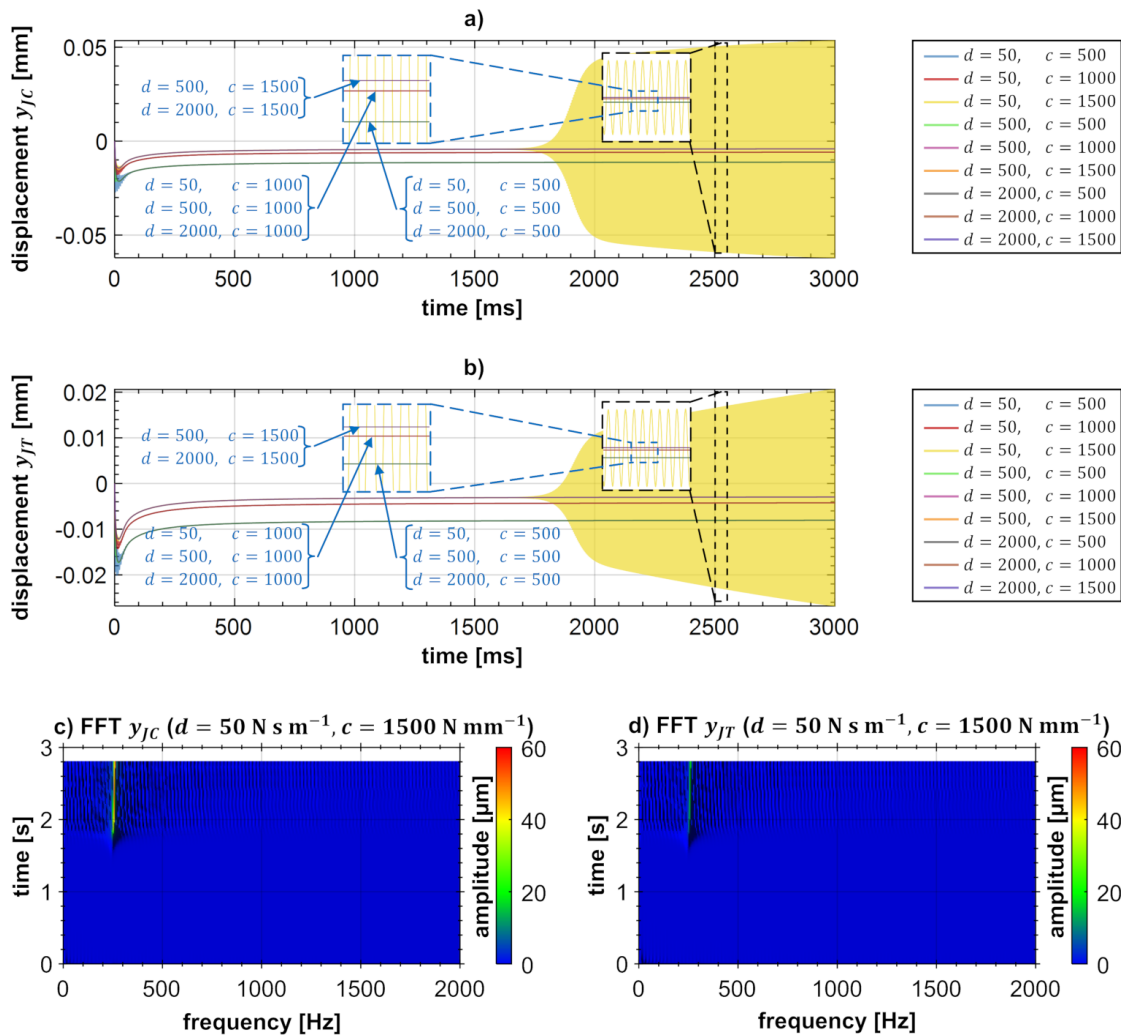 a)
displacement y_JC [mm]
0.05
0
-0.05
d = 500, c = 1500
d = 2000, c = 1500
d = 50, c = 1000
d = 500, c = 1000
d = 2000, c = 1000
d = 50, c = 500
d = 500, c = 500
d = 2000, c = 500
0 500 1000 1500 2000 2500 3000
time [ms]
d = 50, c = 500
d = 50, c = 1000
d = 50, c = 1500
d = 500, c = 500
d = 500, c = 1000
d = 500, c = 1500
d = 2000, c = 500
d = 2000, c = 1000
d = 2000, c = 1500
b)
displacement y_JT [mm]
0.02
0.01
0
-0.01
-0.02
d = 500, c = 1500
d = 2000, c = 1500
d = 50, c = 1000
d = 500, c = 1000
d = 2000, c = 1000
d = 50, c = 500
d = 500, c = 500
d = 2000, c = 500
0 500 1000 1500 2000 2500 3000
time [ms]
d = 50, c = 500
d = 50, c = 1000
d = 50, c = 1500
d = 500, c = 500
d = 500, c = 1000
d = 500, c = 1500
d = 2000, c = 500
d = 2000, c = 1000
d = 2000, c = 1500
c) FFT y_JC (d = 50 N s m⁻¹, c = 1500 N mm⁻¹)
time [s]
3
2
1
0
0 500 1000 1500 2000
frequency [Hz]
amplitude [µm]
60
40
20
0
d) FFT y_JT (d = 50 N s m⁻¹, c = 1500 N mm⁻¹)
time [s]
3
2
1
0
0 500 1000 1500 2000
frequency [Hz]
amplitude [µm]
60
40
20
0